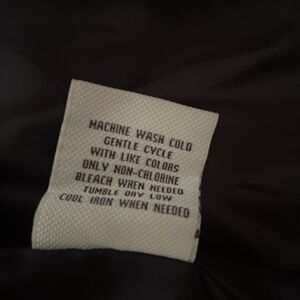 MACHINE WASH COLD
GENTLE CYCLE
WITH LIKE COLORS
ONLY NON-CHLORINE
BLEACH WHEN NEEDED
TUMBLE DRY LOW
COOL IRON WHEN NEEDED